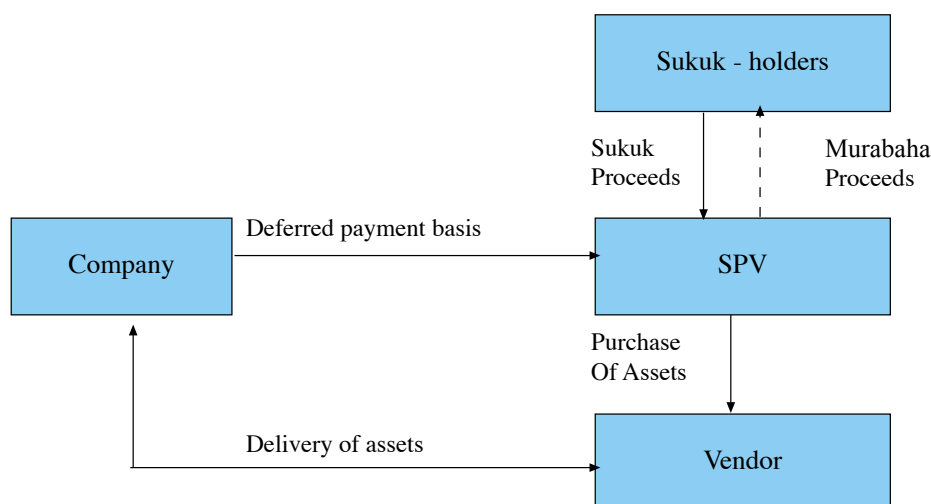 Sukuk - holders
Sukuk
Proceeds
Murabaha
Proceeds
Deferred payment basis
Company
SPV
Purchase
Of Assets
Delivery of assets
Vendor